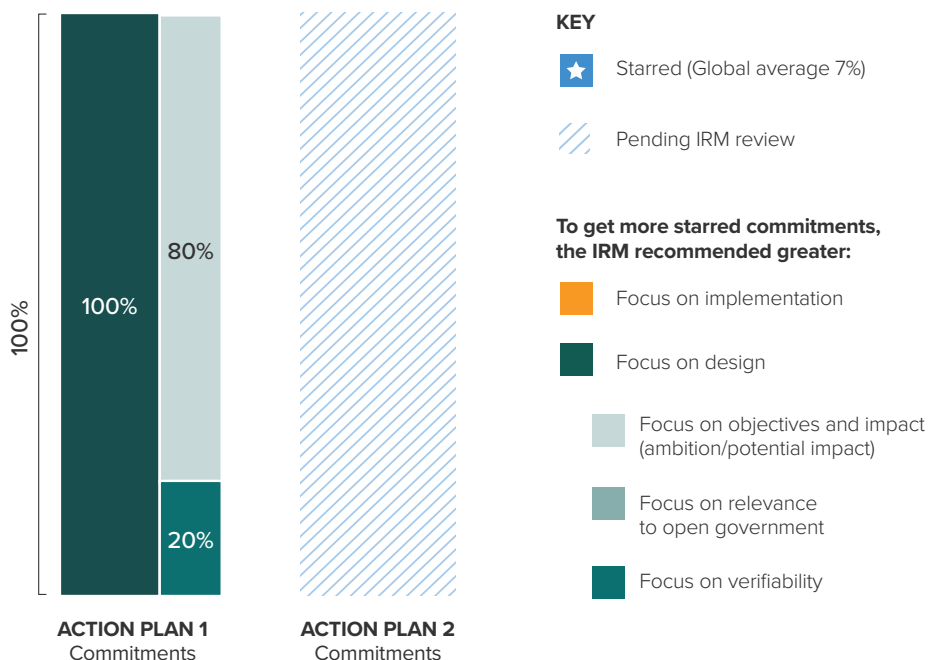 100%
100%
80%
20%
ACTION PLAN 1
Commitments
ACTION PLAN 2
Commitments
KEY
Starred (Global average 7%)
Pending IRM review
To get more starred commitments,
the IRM recommended greater:
Focus on implementation
Focus on design
Focus on objectives and impact
(ambition/potential impact)
Focus on relevance
to open government
Focus on verifiability